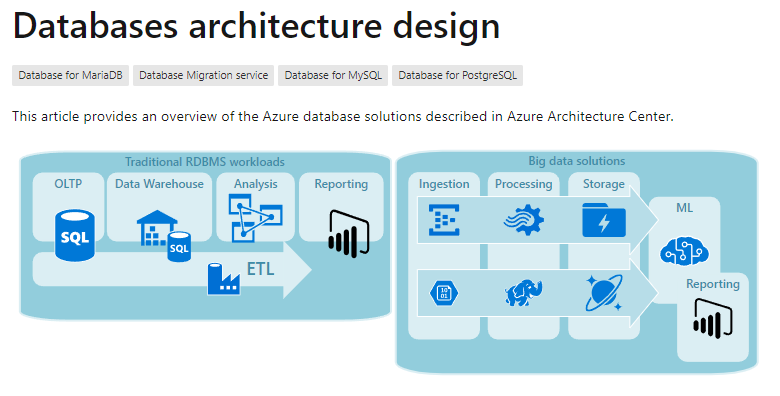 Databases architecture design
Database for MariaDB Database Migration service Database for MySQL Database for PostgreSQL
This article provides an overview of the Azure database solutions described in Azure Architecture Center.
Traditional RDBMS workloads
OLTP Data Warehouse Analysis Reporting
SQL
SQL
ETL
Big data solutions
Ingestion Processing Storage
ML
10
01
Reporting